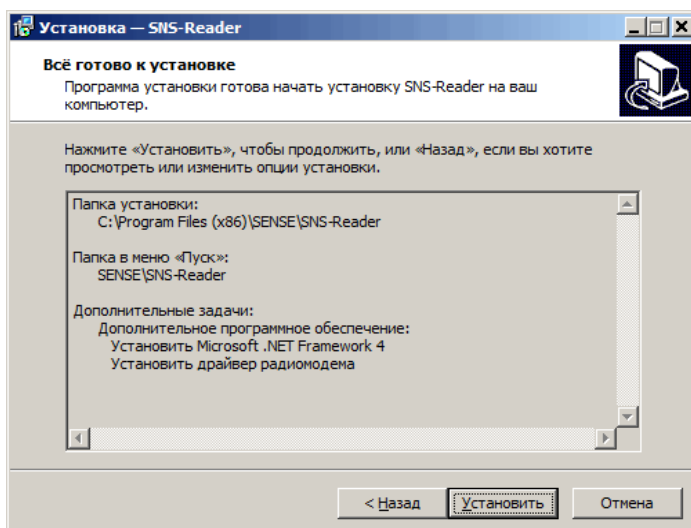 Установка — SNS-Reader
Всё готово к установке
Программа установки готова начать установку SNS-Reader на ваш
компьютер.
Нажмите «Установить», чтобы продолжить, или «Назад», если вы хотите
просмотреть или изменить опции установки.
Папка установки:
C:\Program Files (x86)\SENSE\SNS-Reader
Папка в меню «Пуск»:
SENSE\SNS-Reader
Дополнительные задачи:
Дополнительное программное обеспечение:
Установить Microsoft .NET Framework 4
Установить драйвер радиомодема
< Назад
Установить
Отмена